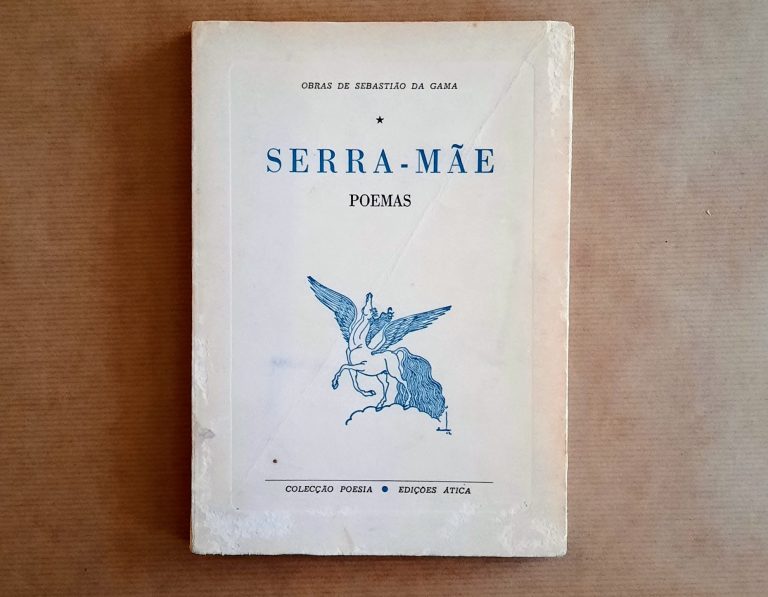 OBRAS DE SEBASTIÃO DA GAMA
★
SERRA-MÃE
POEMAS
COLECÇÃO POESIA ● EDIÇÕES ÁTICA